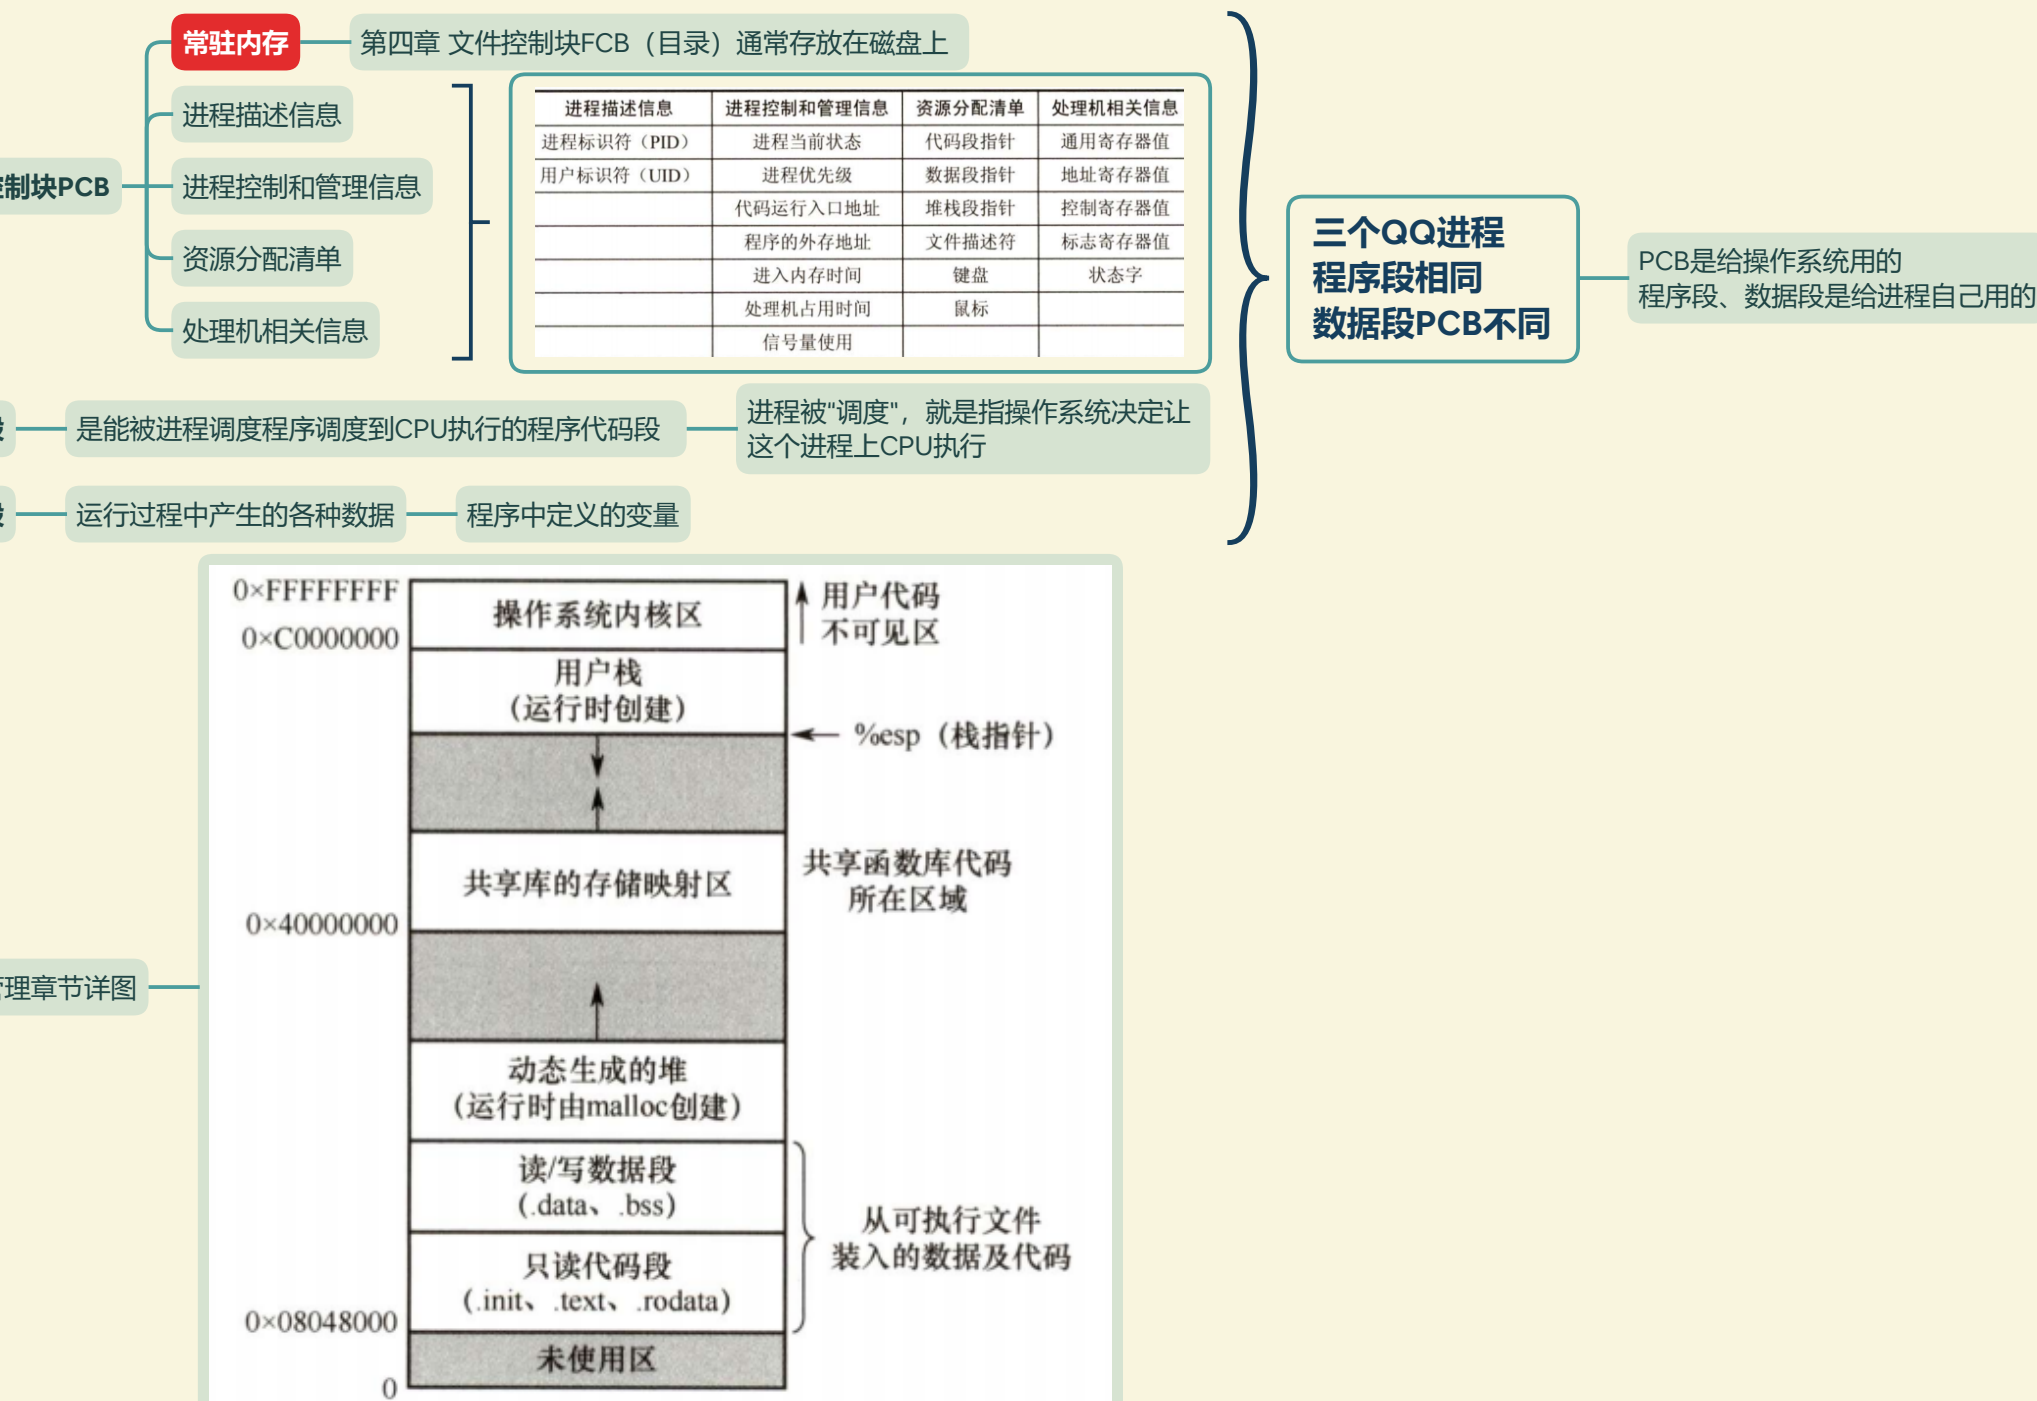 常驻内存
第四章 文件控制块FCB（目录）通常存放在磁盘上
进程描述信息
控制块PCB
进程控制和管理信息
资源分配清单
处理机相关信息
进程描述信息 进程控制和管理信息 资源分配清单 处理机相关信息
进程标识符（PID） 进程当前状态 代码段指针 通用寄存器值
用户标识符（UID） 进程优先级 数据段指针 地址寄存器值
代码运行入口地址 堆栈段指针 控制寄存器值
程序的外存地址 文件描述符 标志寄存器值
进入内存时间 键盘 状态字
处理机占用时间 鼠标
信号量使用
三个QQ进程
程序段相同
数据段PCB不同
PCB是给操作系统用的
程序段、数据段是给进程自己用的
段
是能被进程调度程序调度到CPU执行的程序代码段
进程被"调度"，就是指操作系统决定让
这个进程上CPU执行
段
运行过程中产生的各种数据
程序中定义的变量
管理章节详图
0×FFFFFFFF
操作系统内核区
用户代码
不可见区
0×C0000000
用户栈
（运行时创建）
%esp（栈指针）
共享库的存储映射区
共享函数库代码
所在区域
0×40000000
动态生成的堆
（运行时由malloc创建）
读/写数据段
（.data、.bss）
从可执行文件
装入的数据及代码
只读代码段
（.init、.text、.rodata）
0×08048000
未使用区
0